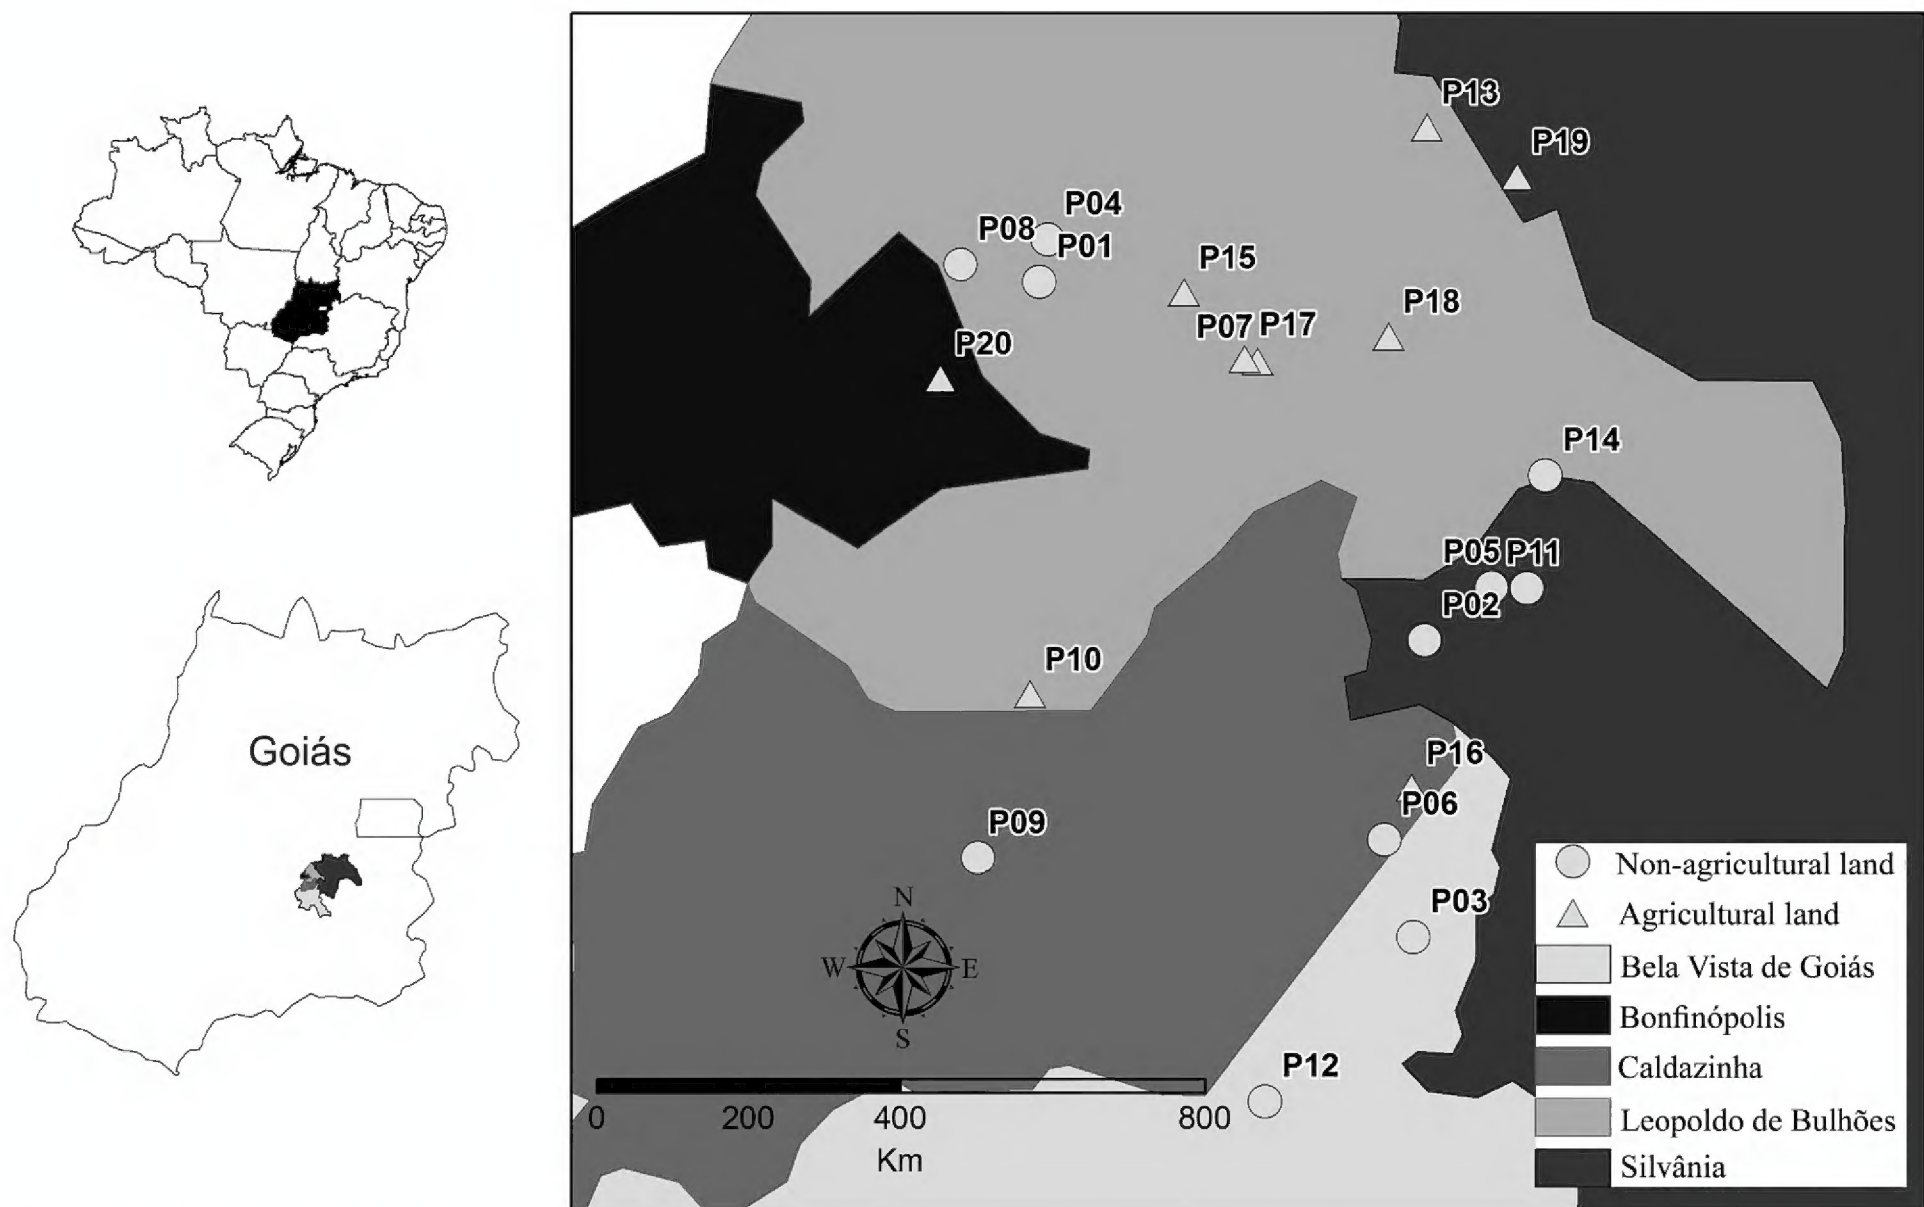 Goiás
P13
P19
P04
P08
P01
P15
P18
P07
P17
P20
P14
P05
P11
P02
P10
P16
P06
P09
P03
P12
N
W
E
S
0
200
400
800
Km
Non-agricultural land
Agricultural land
Bela Vista de Goiás
Bonfinópolis
Caldazinha
Leopoldo de Bulhões
Silvânia